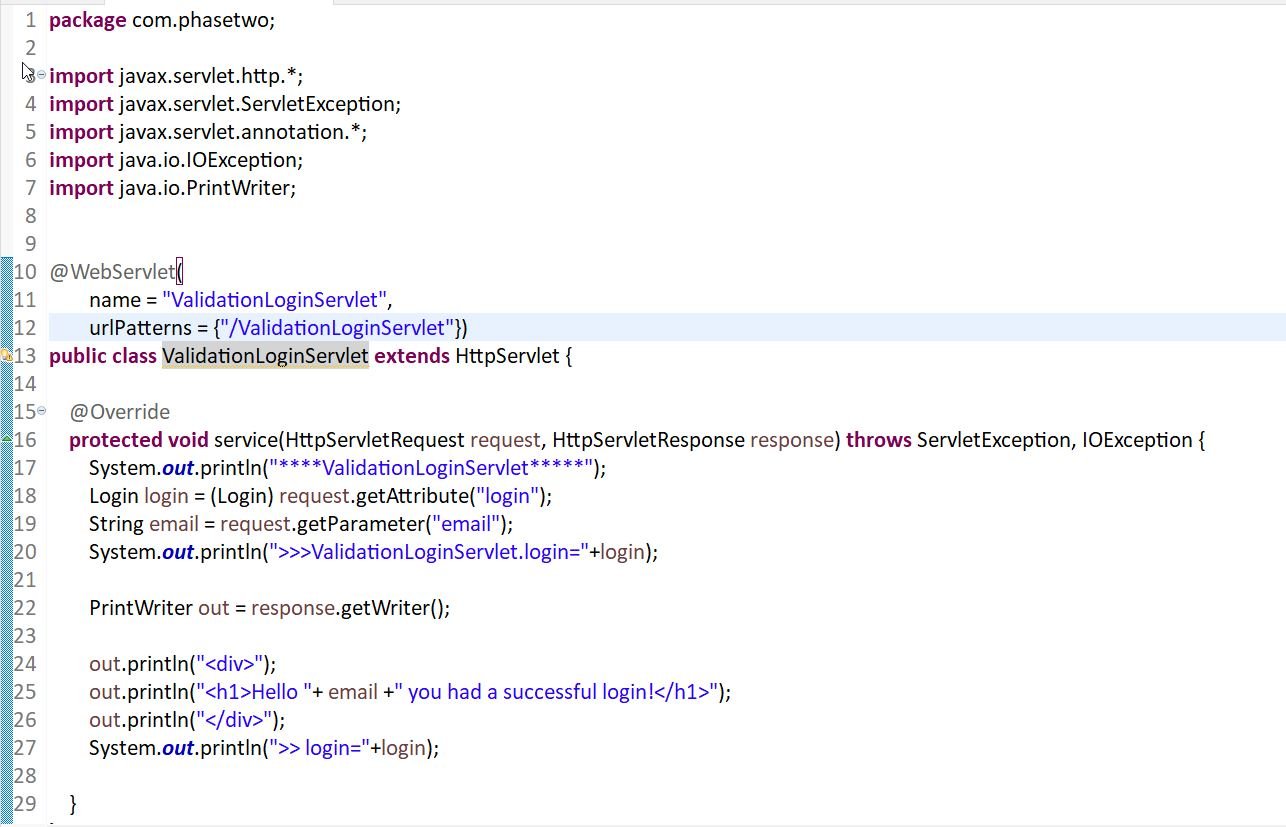 1 package com.phasetwo;
2
3 import javax.servlet.http.*;
4 import javax.servlet.ServletException;
5 import javax.servlet.annotation.*;
6 import java.io.IOException;
7 import java.io.PrintWriter;
8
9
10 @WebServlet(
11 name = "ValidationLoginServlet",
12 urlPatterns = {"/ValidationLoginServlet"})
13 public class ValidationLoginServlet extends HttpServlet {
14
15 @Override
16 protected void service(HttpServletRequest request, HttpServletResponse response) throws ServletException, IOException {
17 System.out.println("****ValidationLoginServlet*****");
18 Login login = (Login) request.getAttribute("login");
19 String email = request.getParameter("email");
20 System.out.println(">>>ValidationLoginServlet.login="+login);
21
22 PrintWriter out = response.getWriter();
23
24 out.println("<div>");
25 out.println("<h1>Hello "+ email +" you had a successful login!</h1>");
26 out.println("</div>");
27 System.out.println(">> login="+login);
28
29 }